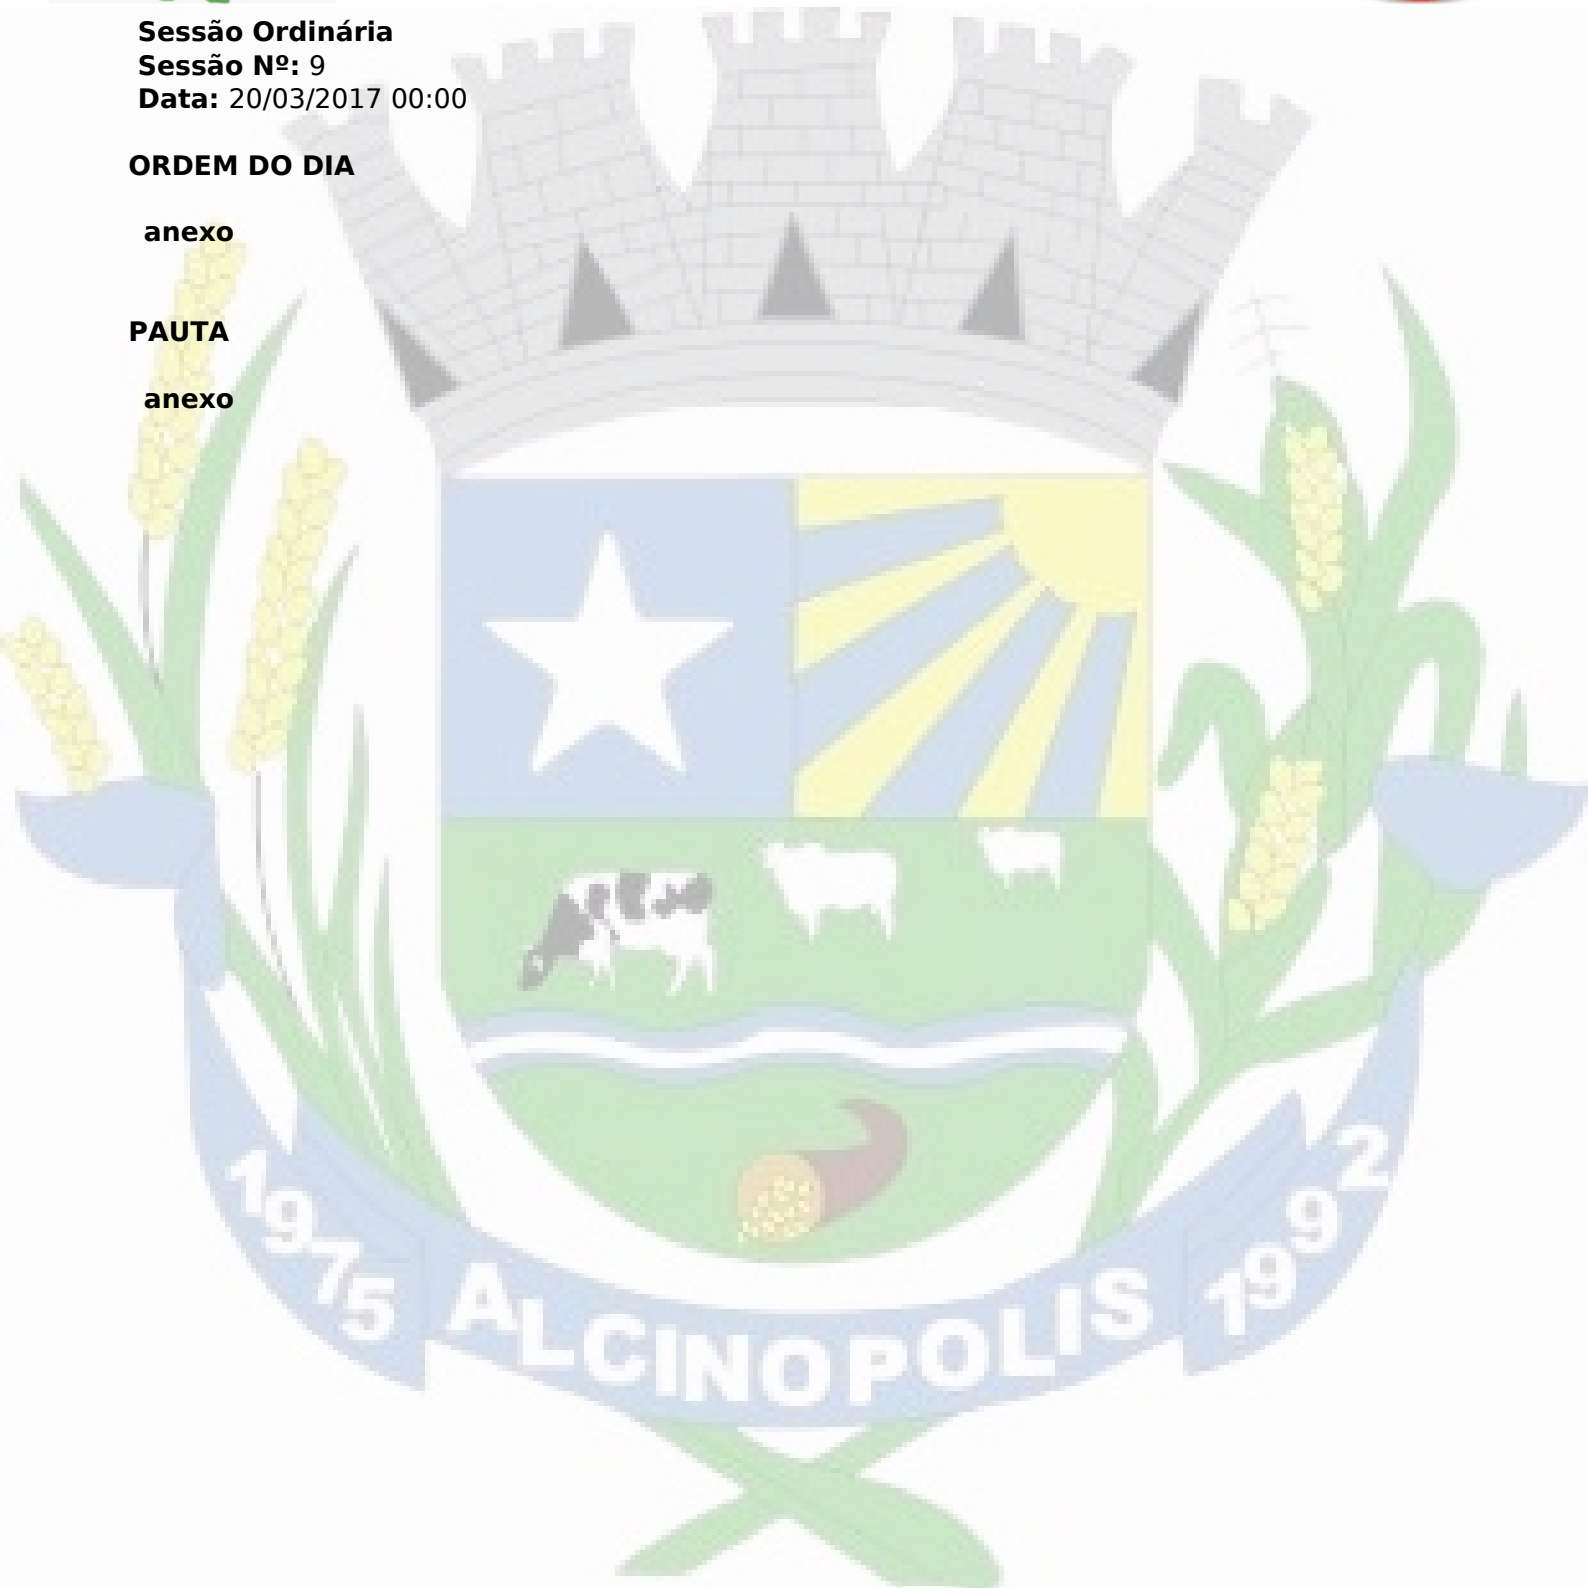 Sessão Ordinária
Sessão Nº: 9
Data: 20/03/2017 00:00
ORDEM DO DIA
anexo
PAUTA
anexo
1975 ALCINOPOLIS 1992